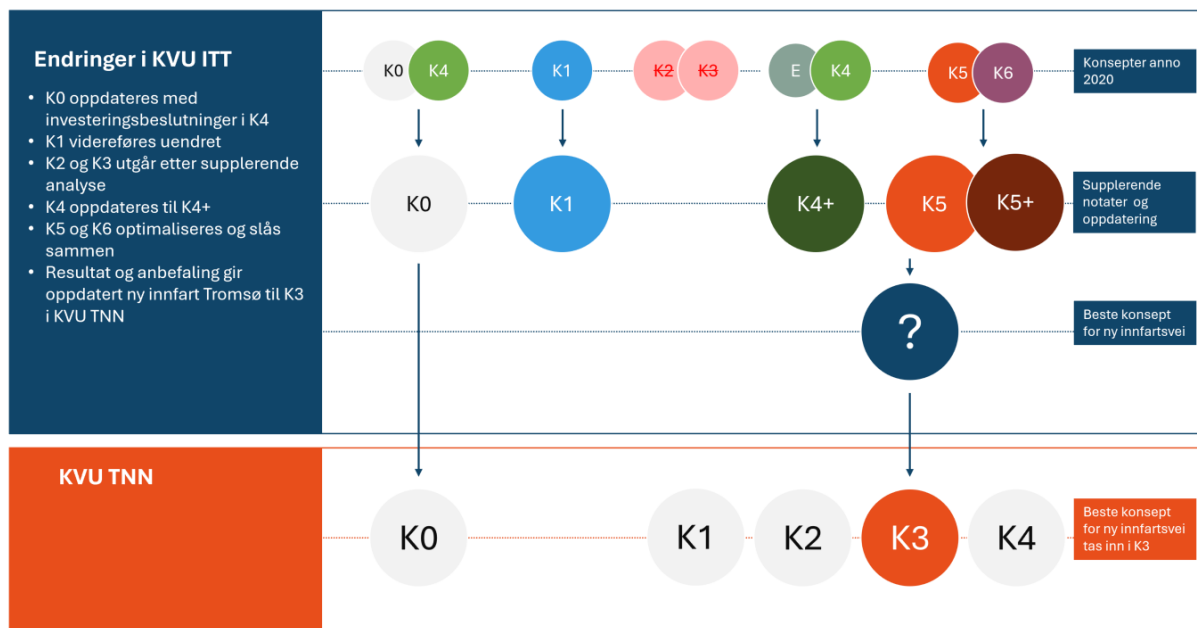 Endringer i KVU ITT
• K0 oppdateres med
investeringsbeslutninger i K4
• K1 videreføres uendret
• K2 og K3 utgår etter supplerende
analyse
• K4 oppdateres til K4+
• K5 og K6 optimaliseres og slås
sammen
• Resultat og anbefaling gir
oppdatert ny innfart Tromsø til K3
i KVU TNN
K0 K4 K1 K2 K3 E K4 K5 K6
Konsepter anno
2020
K0 K1 K4+ K5 K5+
Supplerende
notater og
oppdatering
?
Beste konsept
for ny innfartsvei
KVU TNN
K0 K1 K2 K3 K4
Beste konsept
for ny innfartsvei
tas inn i K3